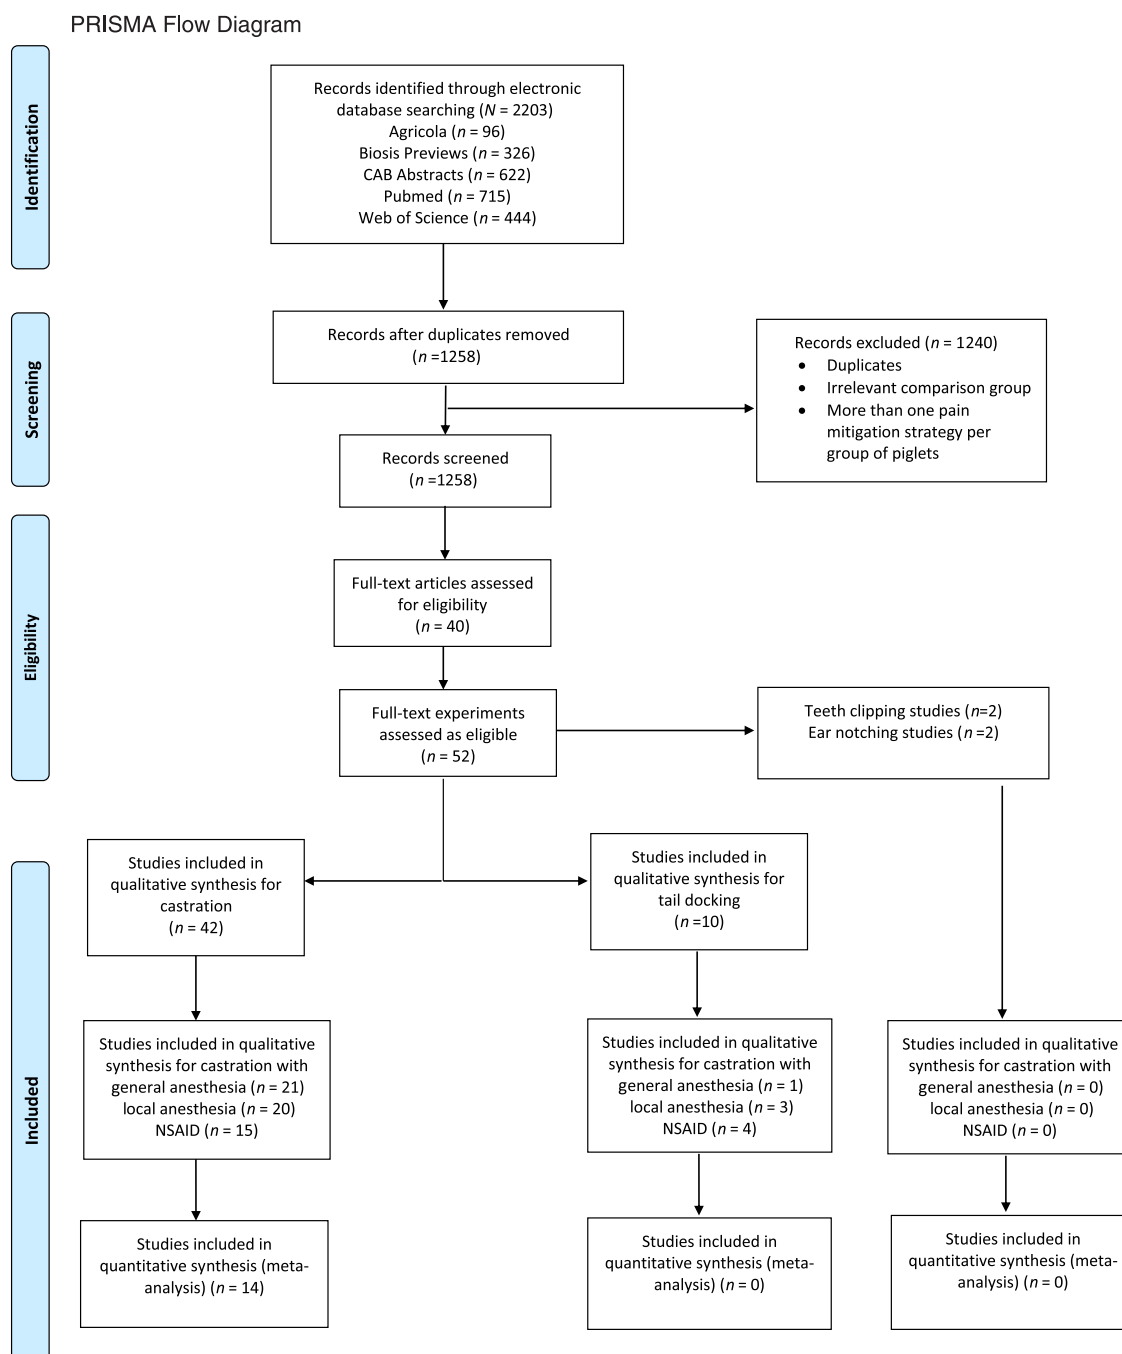 PRISMA Flow Diagram
Identification
Records identified through electronic
database searching (N = 2203)
Agricola (n = 96)
Biosis Previews (n = 326)
CAB Abstracts (n = 622)
Pubmed (n = 715)
Web of Science (n = 444)
Screening
Records after duplicates removed
(n =1258)
Records excluded (n = 1240)
• Duplicates
• Irrelevant comparison group
• More than one pain
mitigation strategy per
group of piglets
Records screened
(n =1258)
Eligibility
Full-text articles assessed
for eligibility
(n = 40)
Full-text experiments
assessed as eligible
(n = 52)
Teeth clipping studies (n=2)
Ear notching studies (n =2)
Included
Studies included in
qualitative synthesis for
castration
(n = 42)
Studies included in
qualitative synthesis for
tail docking
(n =10)
Studies included in qualitative
synthesis for castration with
general anesthesia (n = 21)
local anesthesia (n = 20)
NSAID (n = 15)
Studies included in qualitative
synthesis for castration with
general anesthesia (n = 1)
local anesthesia (n = 3)
NSAID (n = 4)
Studies included in qualitative
synthesis for castration with
general anesthesia (n = 0)
local anesthesia (n = 0)
NSAID (n = 0)
Studies included in
quantitative synthesis (meta-
analysis) (n = 14)
Studies included in
quantitative synthesis (meta-
analysis) (n = 0)
Studies included in
quantitative synthesis (meta-
analysis) (n = 0)